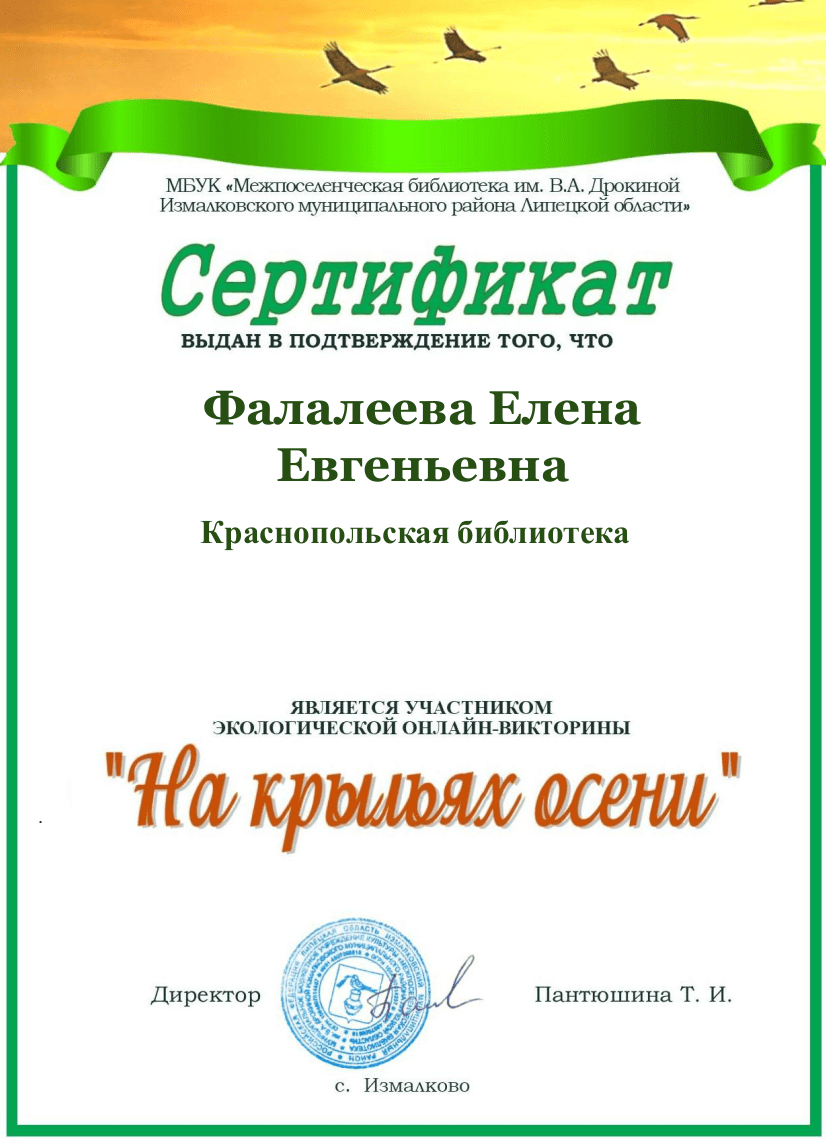 МБУК «Межпоселенческая библиотека им. В.А. Дрокиной
Измалковского муниципального района Липецкой области»
Сертификат
ВЫДАН В ПОДТВЕРЖДЕНИЕ ТОГО, ЧТО
Фалалеева Елена
Евгеньевна
Краснопольская библиотека
ЯВЛЯЕТСЯ УЧАСТНИКОМ
ЭКОЛОГИЧЕСКОЙ ОНЛАЙН-ВИКТОРИНЫ
"На крыльях осени"
Директор
Пантюшина Т. И.
с. Измалково